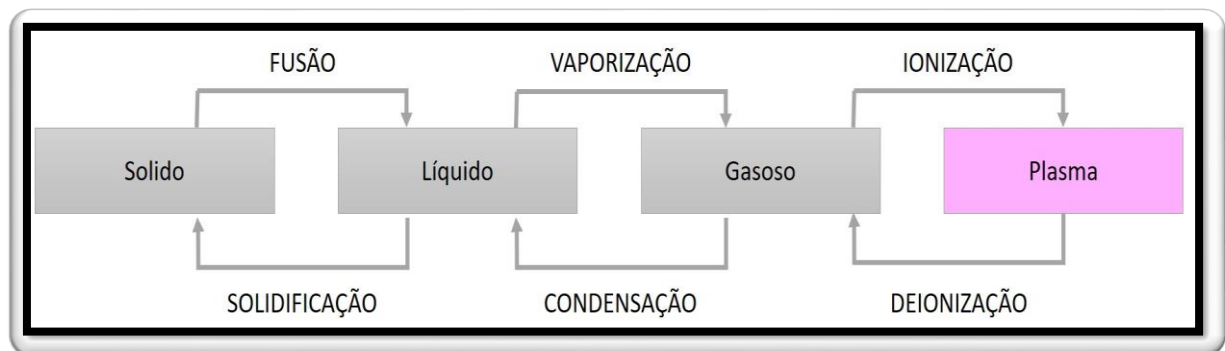 FUSÃO VAPORIZAÇÃO IONIZAÇÃO
Solido Líquido Gasoso Plasma
SOLIDIFICAÇÃO CONDENSAÇÃO DEIONIZAÇÃO